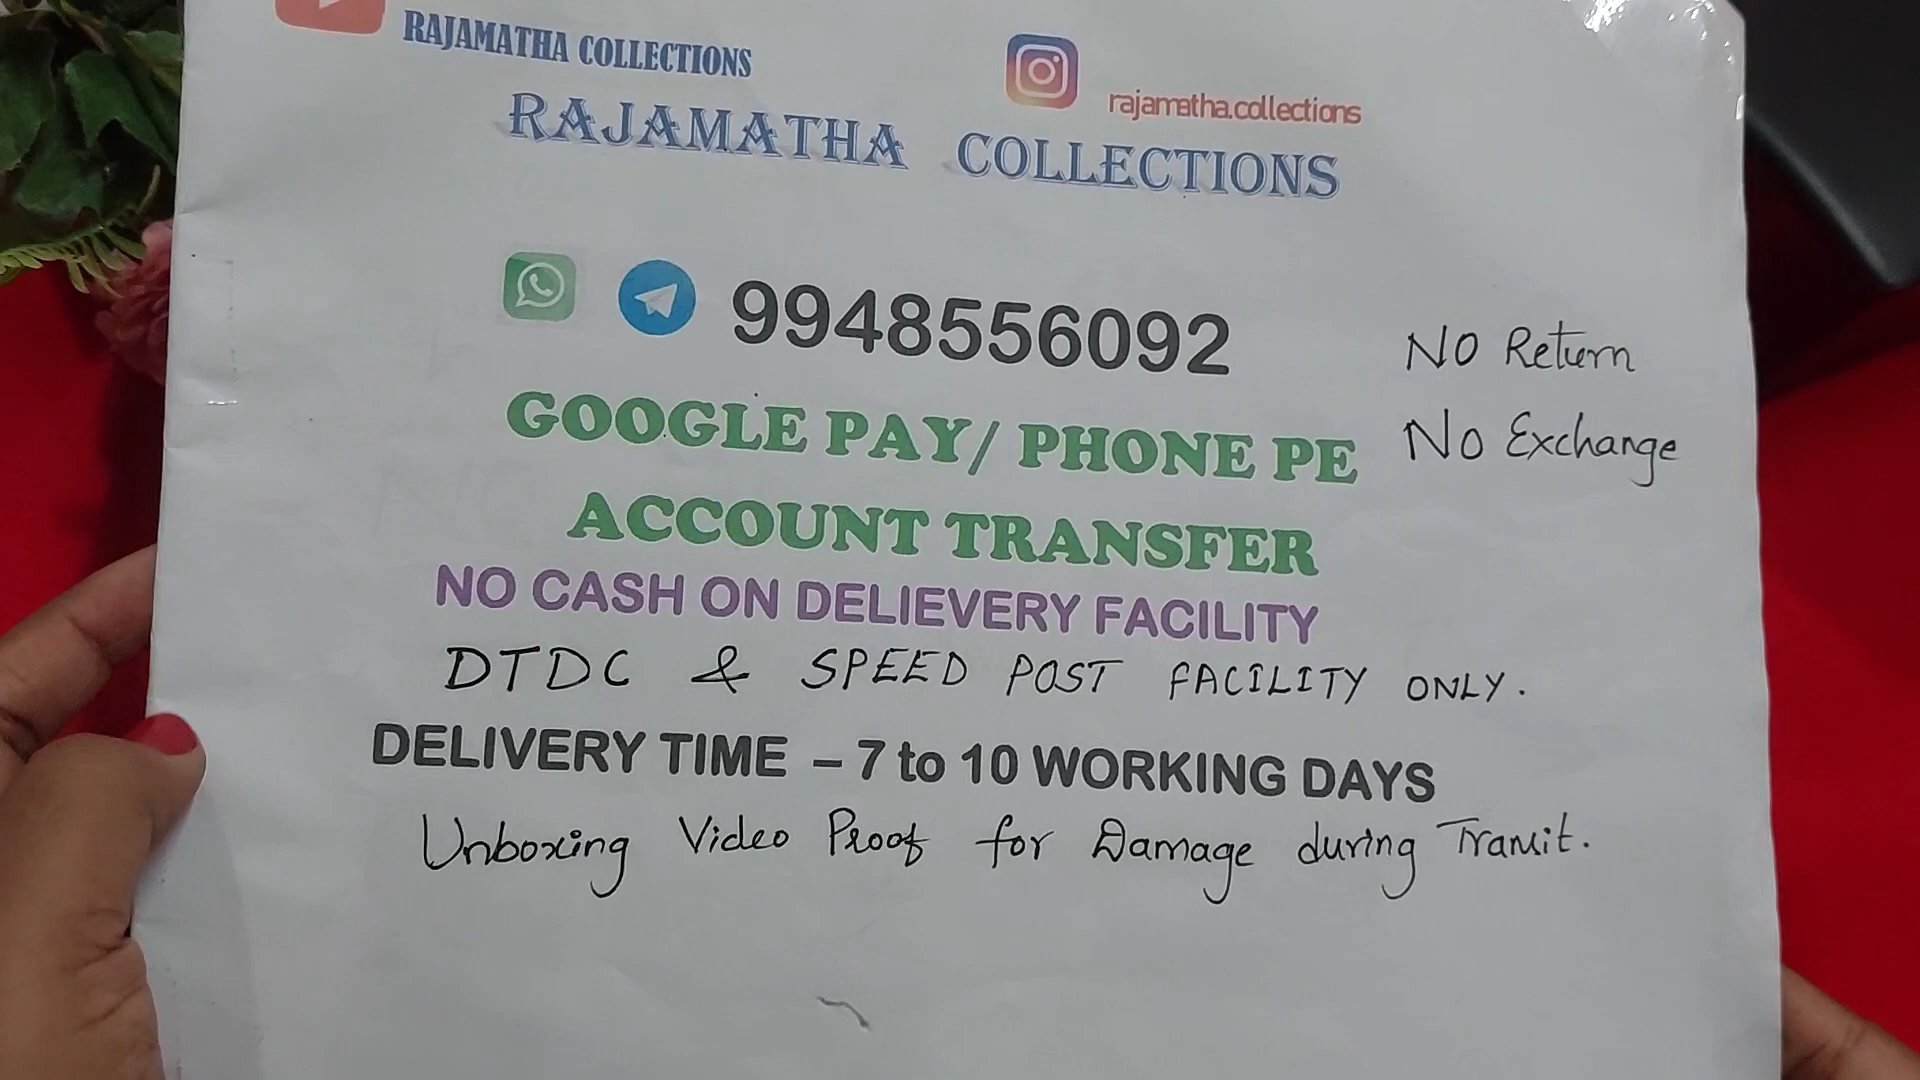 RAJAMATHA COLLECTIONS
rajamatha.collections
RAJAMATHA COLLECTIONS
9948556092
NO Return
GOOGLE PAY/ PHONE PE
No Exchange
ACCOUNT TRANSFER
NO CASH ON DELIEVERY FACILITY
DTDC & SPEED POST FACILITY ONLY.
DELIVERY TIME – 7 to 10 WORKING DAYS
Unboxing Video Proof for Damage during Transit.